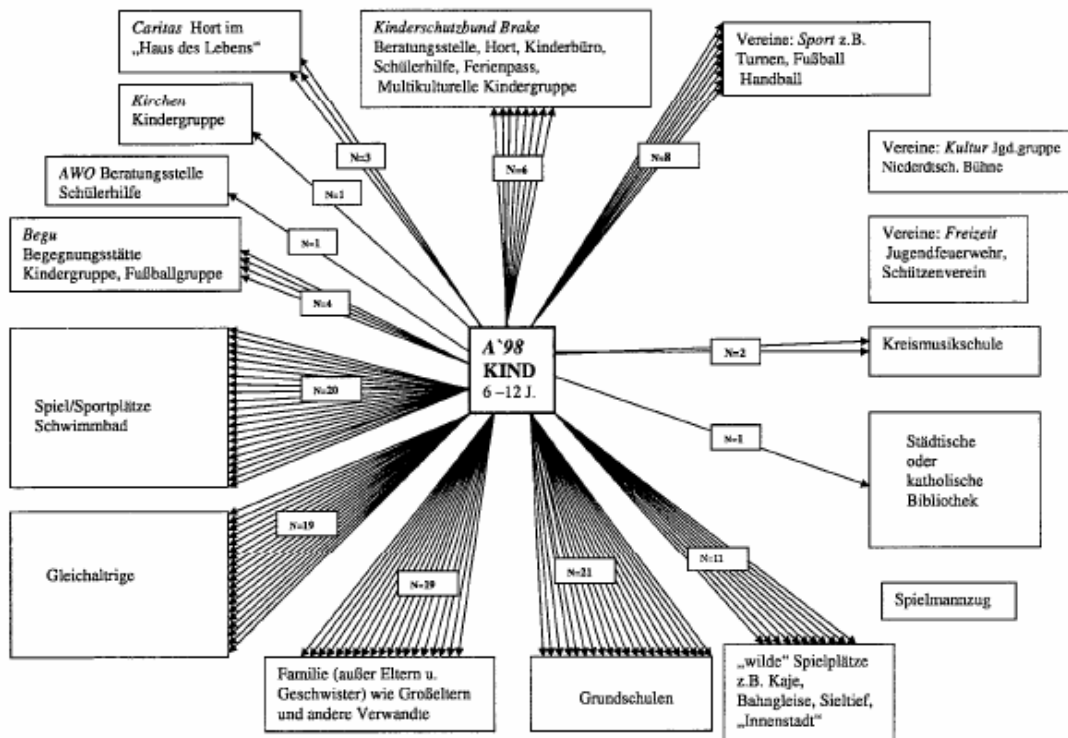 Caritas Hort im
„Haus des Lebens“
Kinderschutzbund Brake
Beratungsstelle, Hort, Kinderbüro,
Schülerhilfe, Ferienpass,
Multikulturelle Kindergruppe
Vereine: Sport z.B.
Turnen, Fußball
Handball
Kirchen
Kindergruppe
Vereine: Kultur Jgd.gruppe
Niederdtsch. Bühne
AWO Beratungsstelle
Schülerhilfe
Begu
Begegnungsstätte
Kindergruppe, Fußballgruppe
Vereine: Freizeit
Jugendfeuerwehr,
Schützenverein
N=3
N=6
N=8
N=1
N=1
N=4
A`98
KIND
6 –12 J.
N=2
Kreismusikschule
Spiel/Sportplätze
Schwimmbad
N=20
N=1
Städtische
oder
katholische
Bibliothek
Gleichaltrige
N=19
N=19
N=21
N=11
Spielmannzug
Familie (außer Eltern u.
Geschwister) wie Großeltern
und andere Verwandte
Grundschulen
„wilde“ Spielplätze
z.B. Kaje,
Bahngleise, Sieltief,
„Innenstadt“